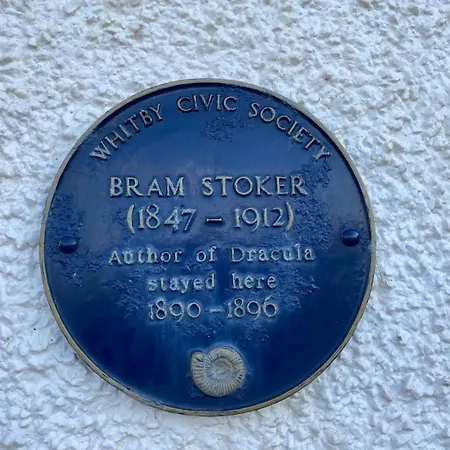 WHITBY CIVIC SOCIETY
BRAM STOKER
(1847 – 1912)
Author of Dracula
stayed here
1890 – 1896